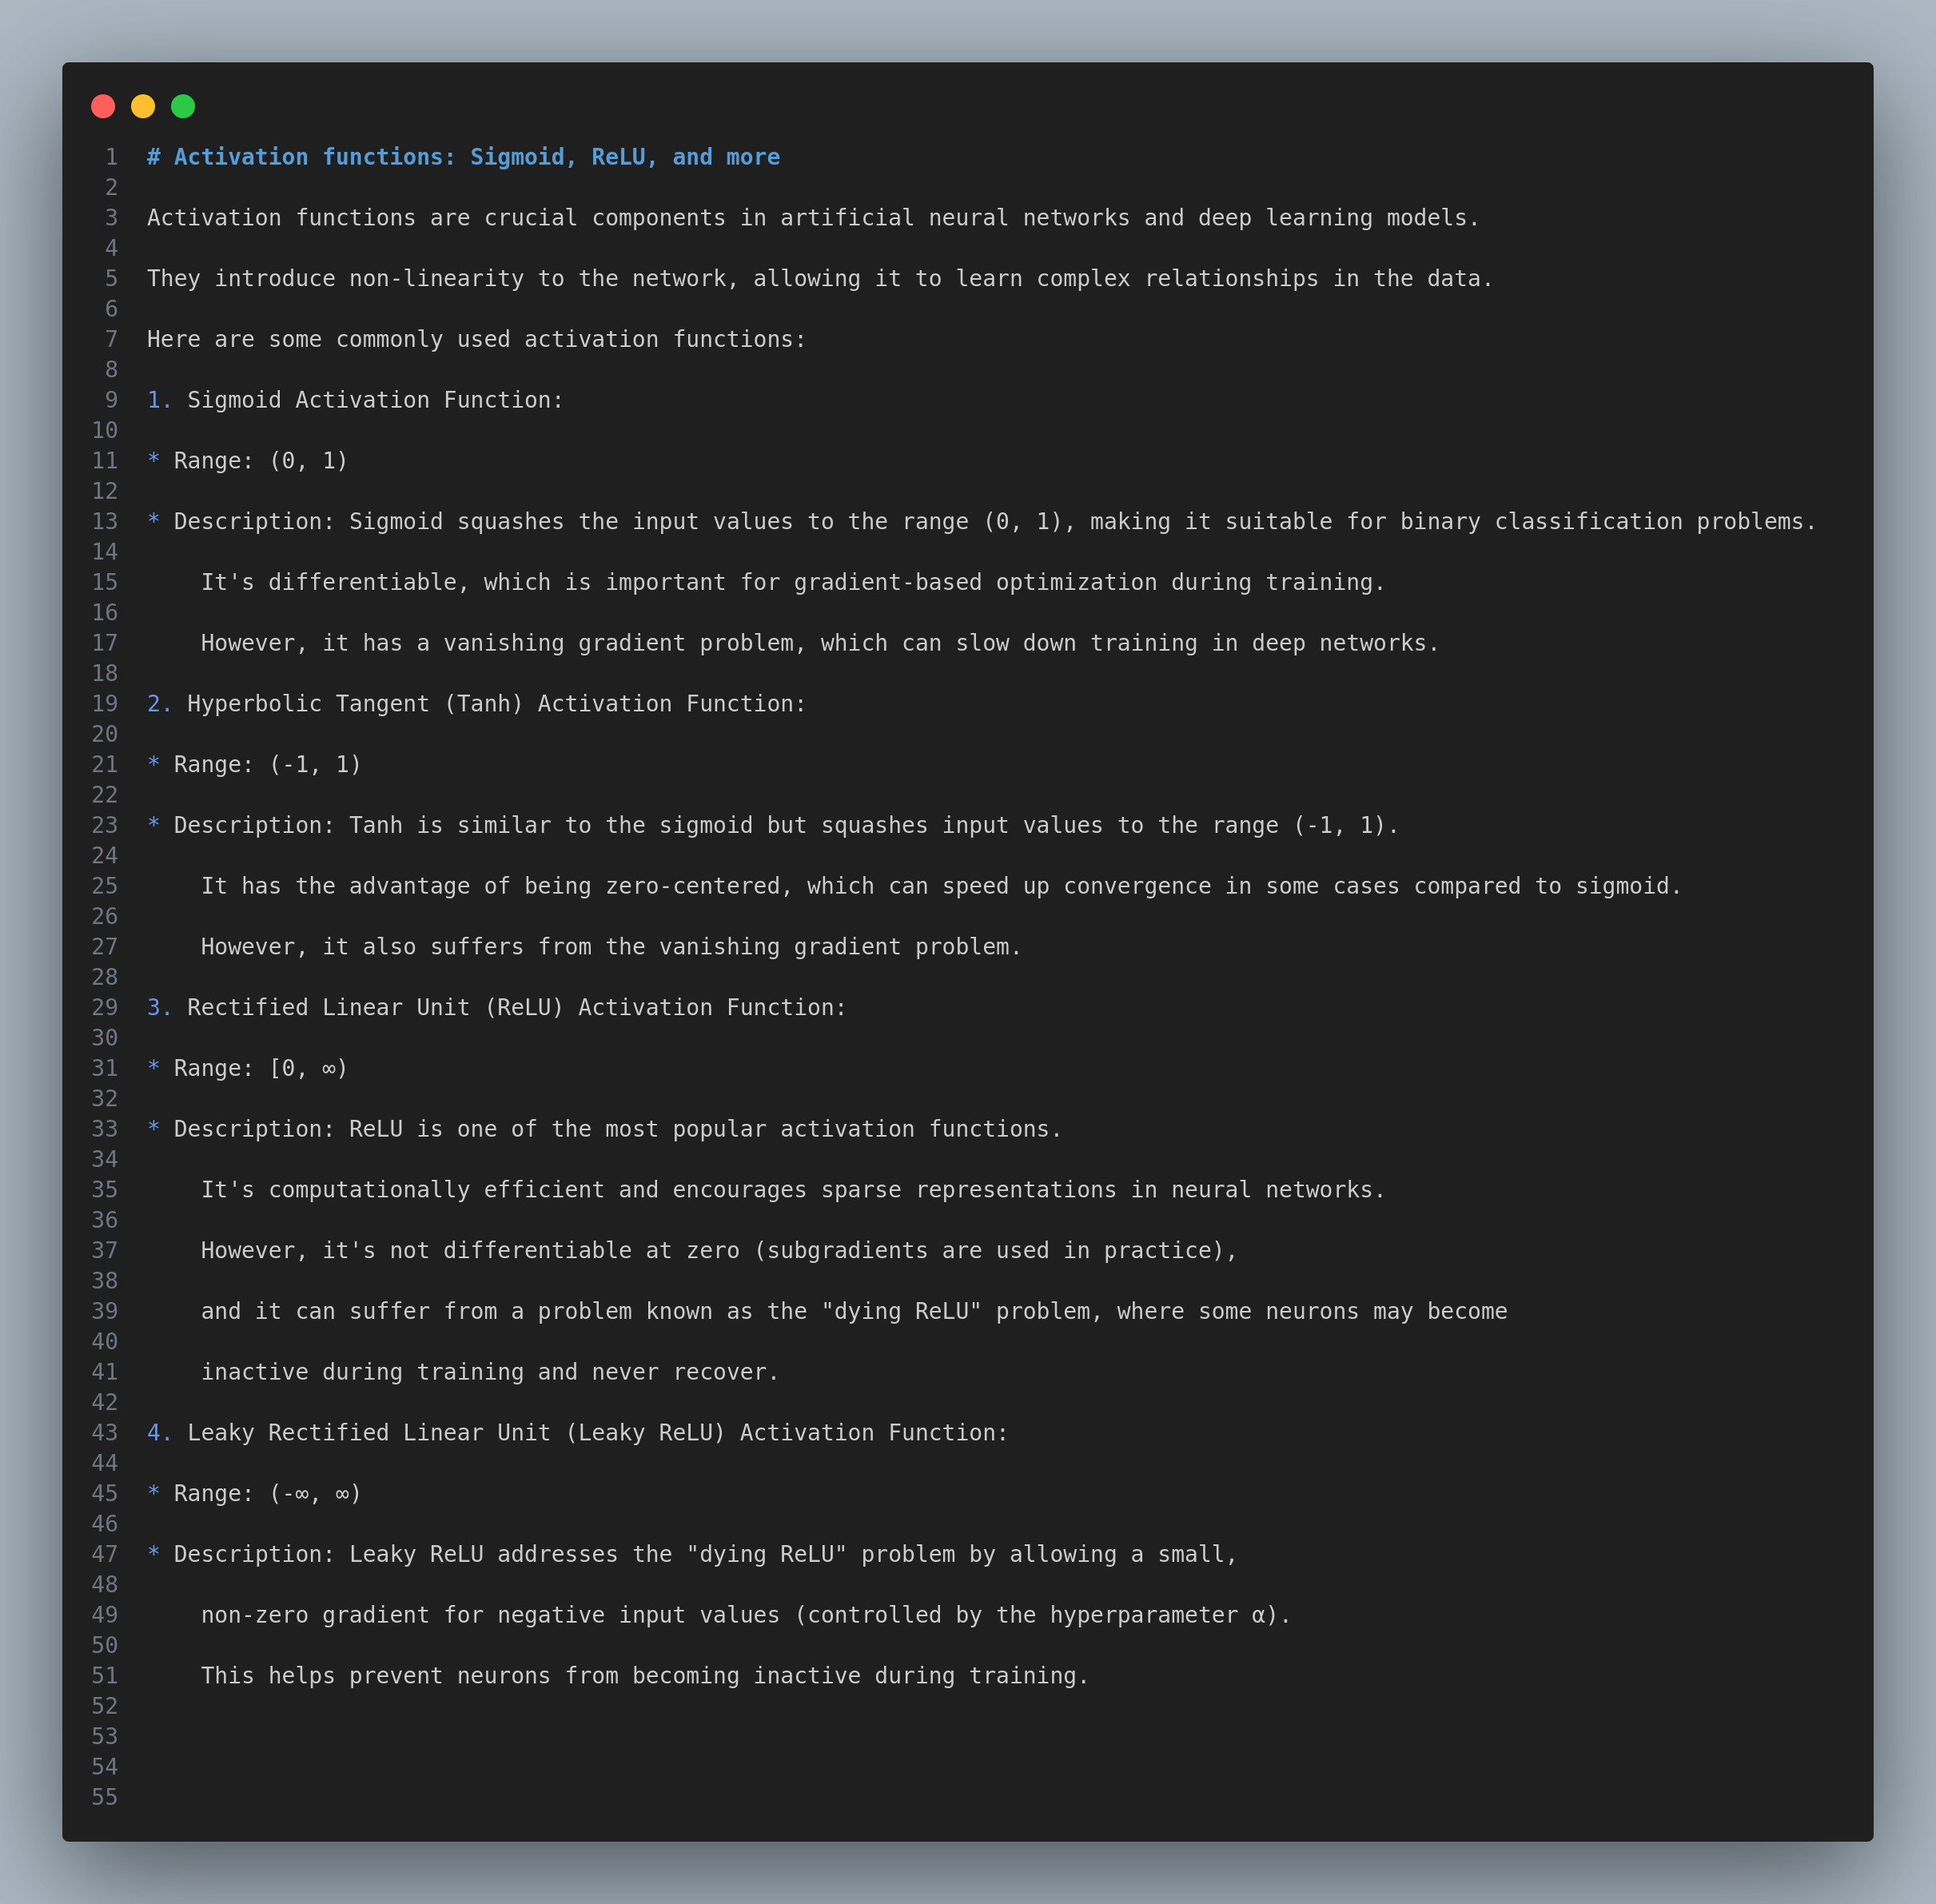 1 # Activation functions: Sigmoid, ReLU, and more
2
3 Activation functions are crucial components in artificial neural networks and deep learning models.
4
5 They introduce non-linearity to the network, allowing it to learn complex relationships in the data.
6
7 Here are some commonly used activation functions:
8
9 1. Sigmoid Activation Function:
10
11 * Range: (0, 1)
12
13 * Description: Sigmoid squashes the input values to the range (0, 1), making it suitable for binary classification problems.
14
15     It's differentiable, which is important for gradient-based optimization during training.
16
17     However, it has a vanishing gradient problem, which can slow down training in deep networks.
18
19 2. Hyperbolic Tangent (Tanh) Activation Function:
20
21 * Range: (-1, 1)
22
23 * Description: Tanh is similar to the sigmoid but squashes input values to the range (-1, 1).
24
25     It has the advantage of being zero-centered, which can speed up convergence in some cases compared to sigmoid.
26
27     However, it also suffers from the vanishing gradient problem.
28
29 3. Rectified Linear Unit (ReLU) Activation Function:
30
31 * Range: [0, ∞)
32
33 * Description: ReLU is one of the most popular activation functions.
34
35     It's computationally efficient and encourages sparse representations in neural networks.
36
37     However, it's not differentiable at zero (subgradients are used in practice),
38
39     and it can suffer from a problem known as the "dying ReLU" problem, where some neurons may become
40
41     inactive during training and never recover.
42
43 4. Leaky Rectified Linear Unit (Leaky ReLU) Activation Function:
44
45 * Range: (-∞, ∞)
46
47 * Description: Leaky ReLU addresses the "dying ReLU" problem by allowing a small,
48
49     non-zero gradient for negative input values (controlled by the hyperparameter α).
50
51     This helps prevent neurons from becoming inactive during training.
52
53
54
55